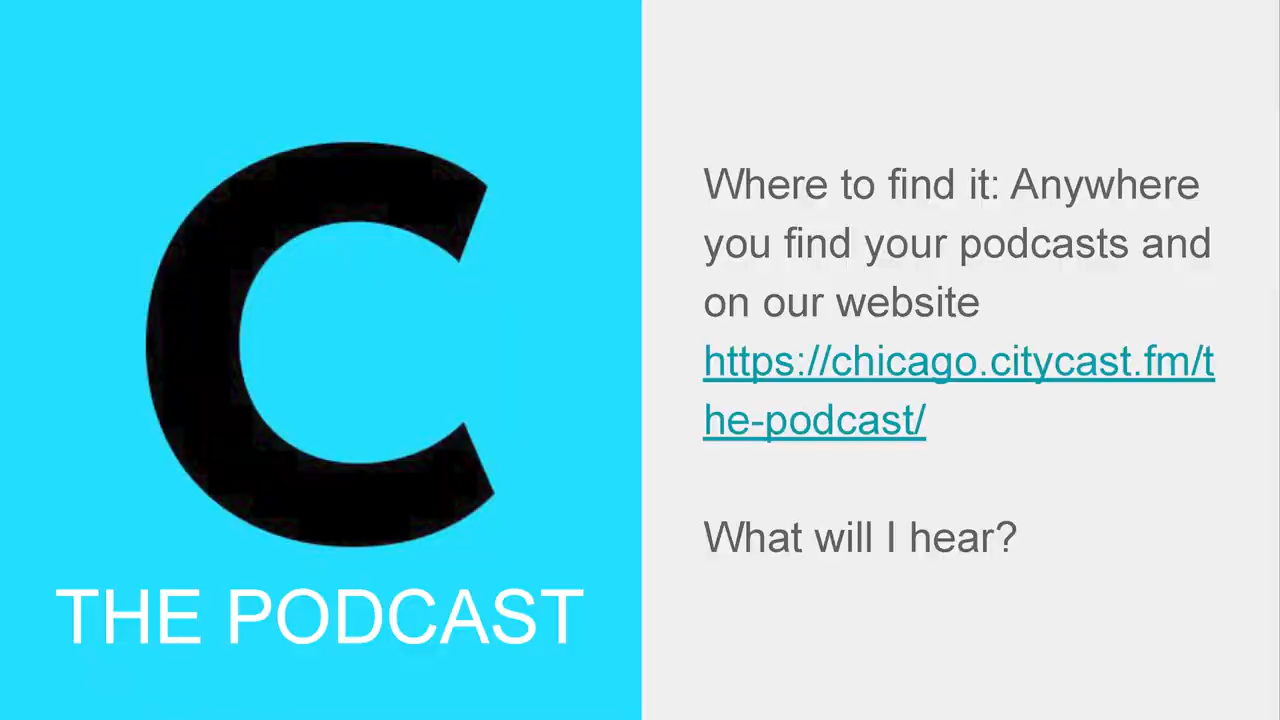 C
THE PODCAST
Where to find it: Anywhere
you find your podcasts and
on our website
https://chicago.citycast.fm/t
he-podcast/
What will I hear?